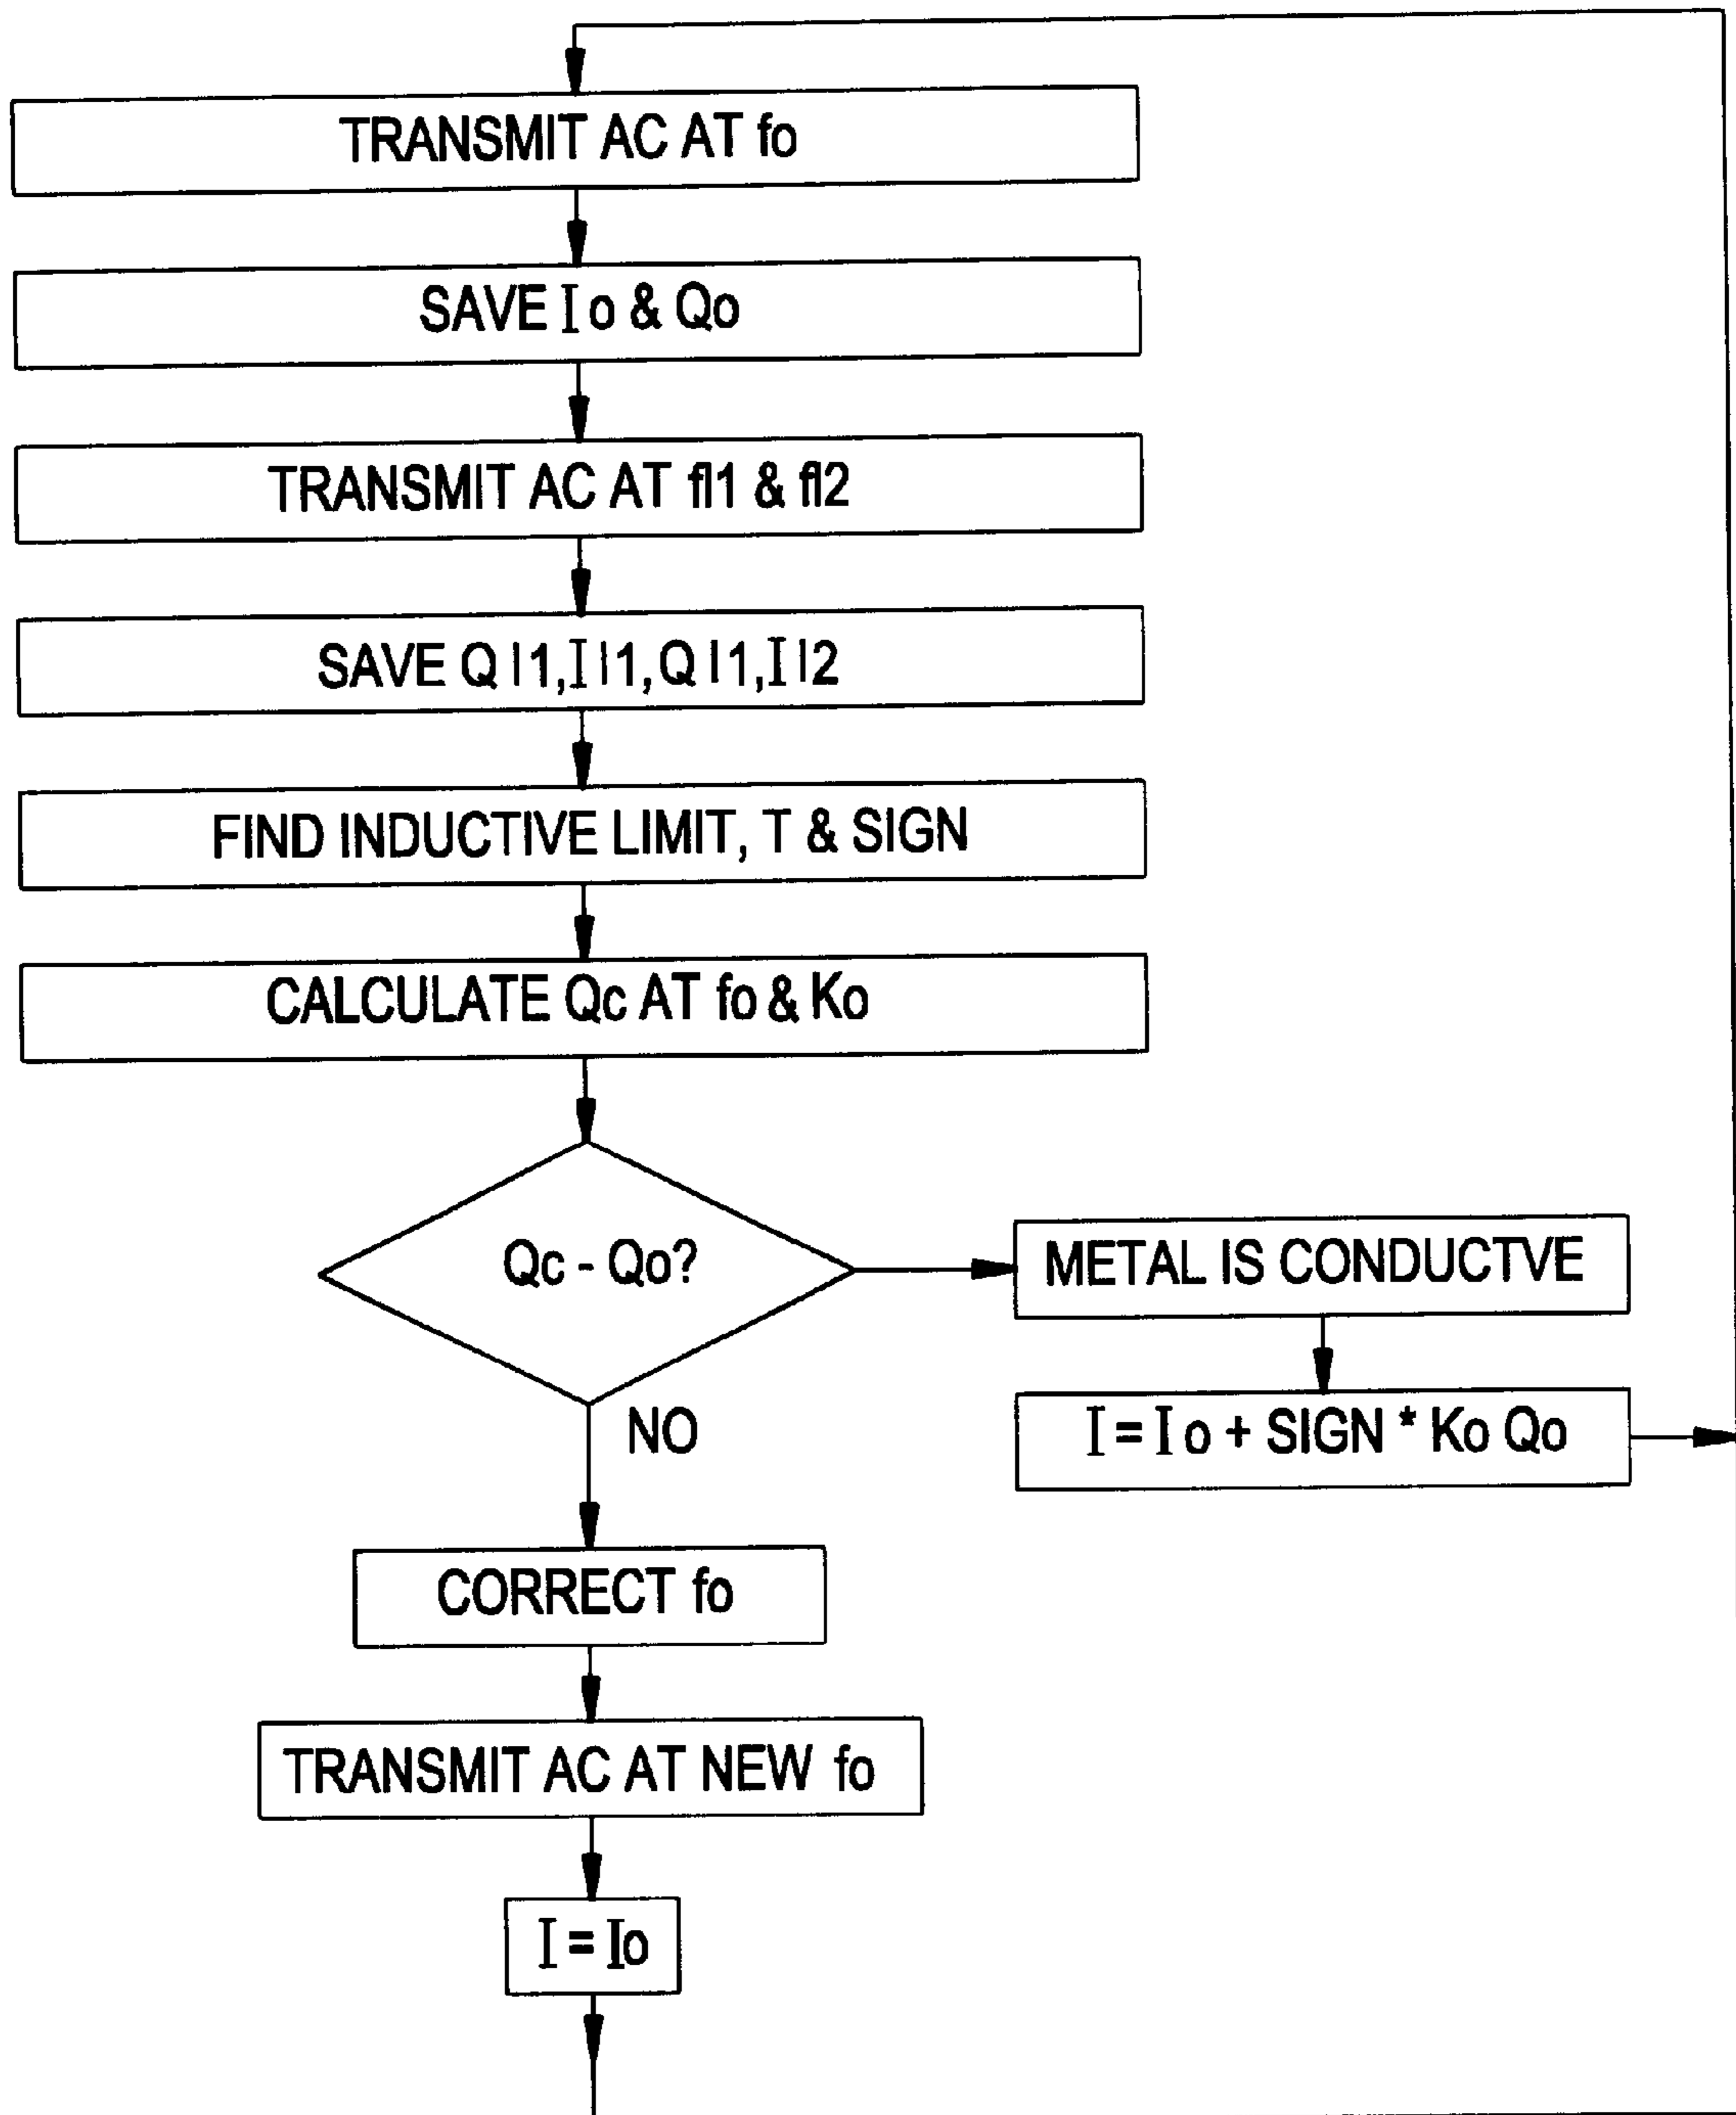 TRANSMIT AC AT fo
SAVE Io & Qo
TRANSMIT AC AT fl1 & fl2
SAVE Q l1, I l1, Q l1, I l2
FIND INDUCTIVE LIMIT, T & SIGN
CALCULATE Qc AT fo & Ko
Qc - Qo?
METAL IS CONDUCTVE
NO
I = Io + SIGN * Ko Qo
CORRECT fo
TRANSMIT AC AT NEW fo
I = Io